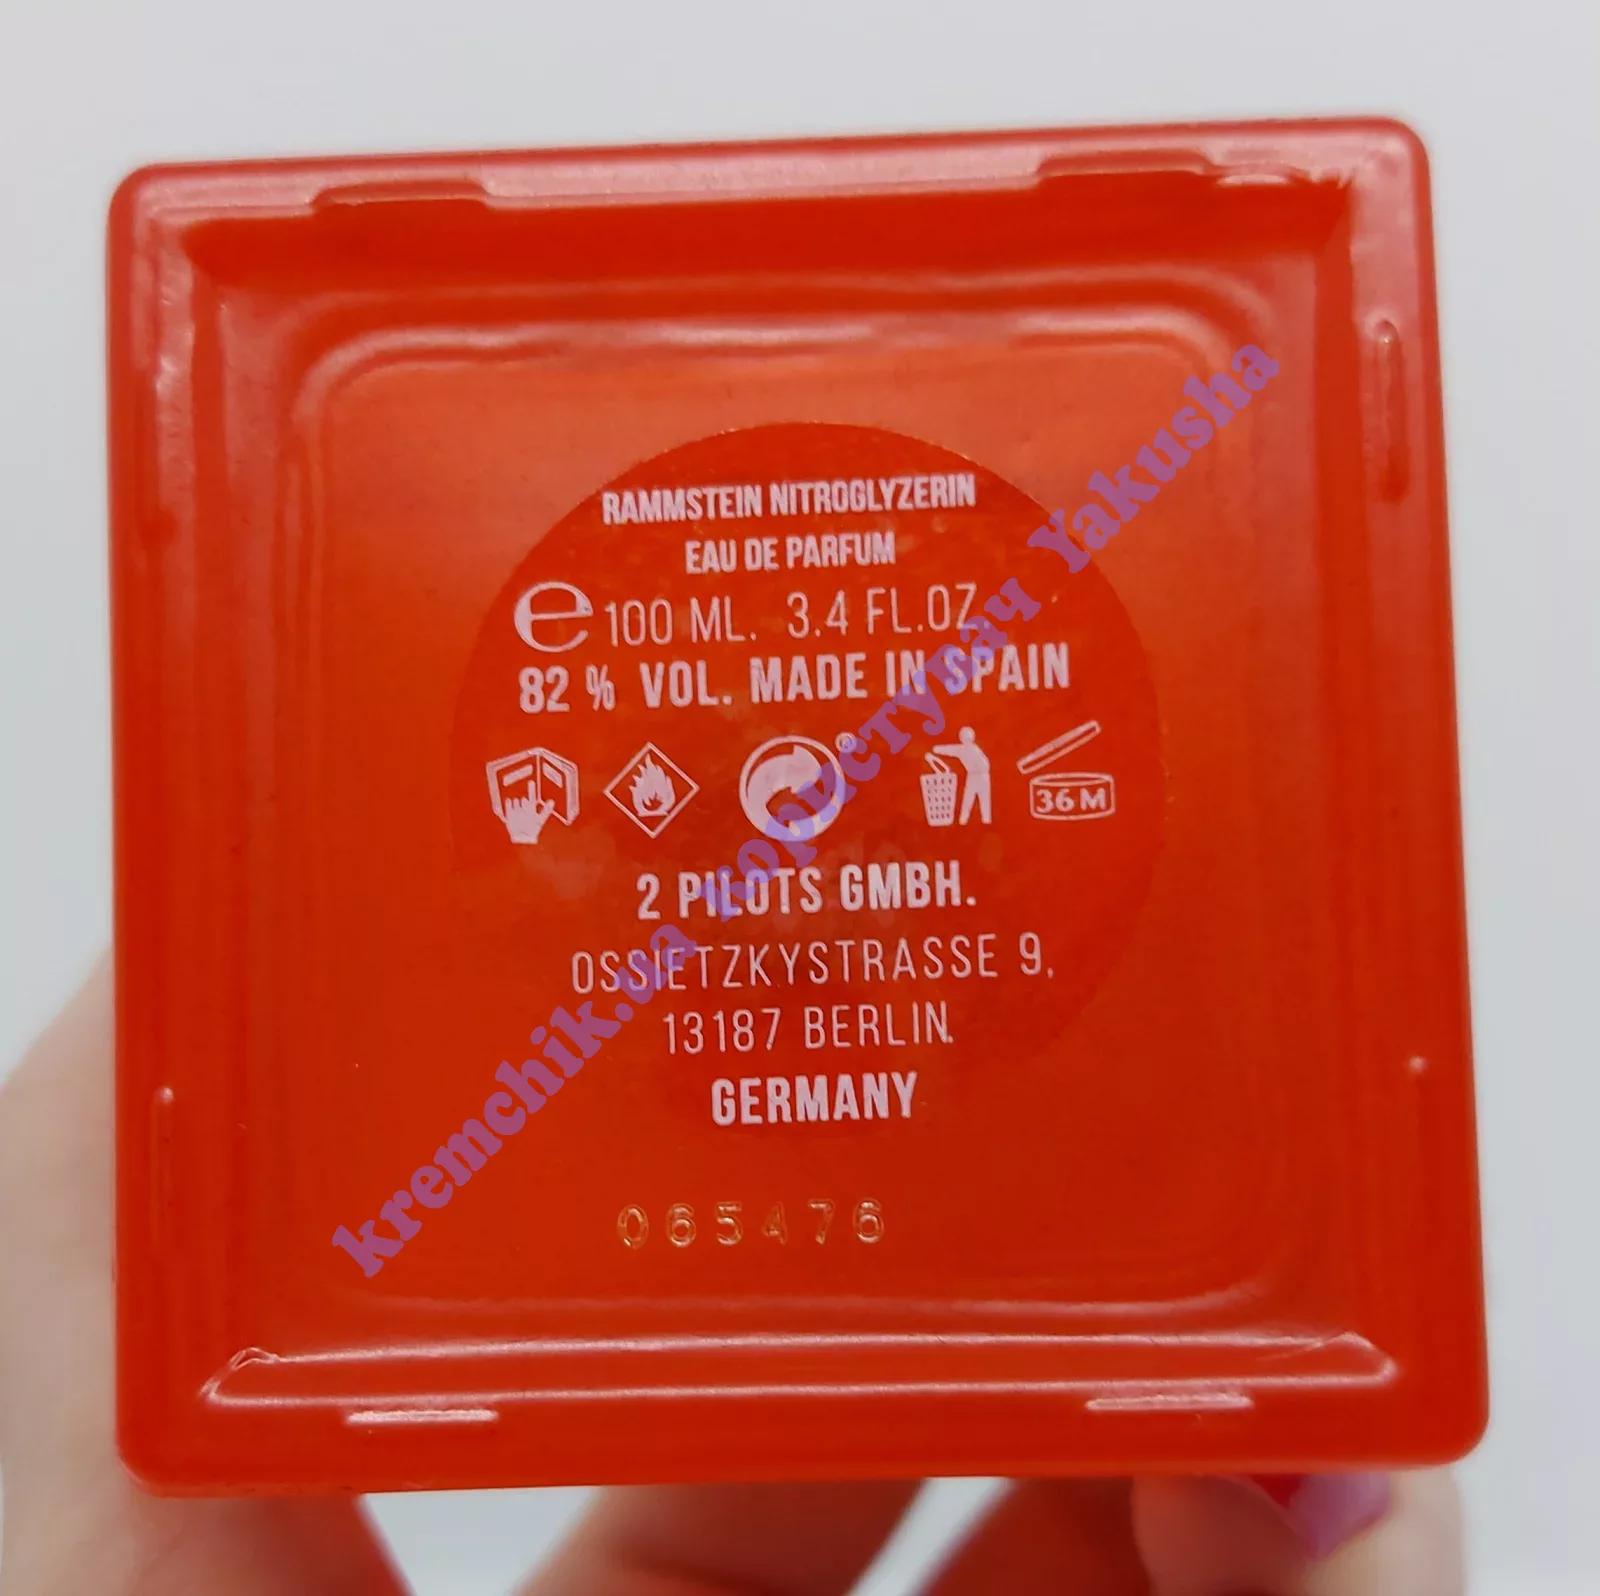 RAMMSTEIN NITROGLYZERIN
EAU DE PARFUM
℮ 100 ML. 3.4 FL.OZ.
82 % VOL. MADE IN SPAIN
®
36 M
2 PILOTS GMBH.
OSSIETZKYSTRASSE 9,
13187 BERLIN.
GERMANY
065476
kremchik.ua користувач Yakusha